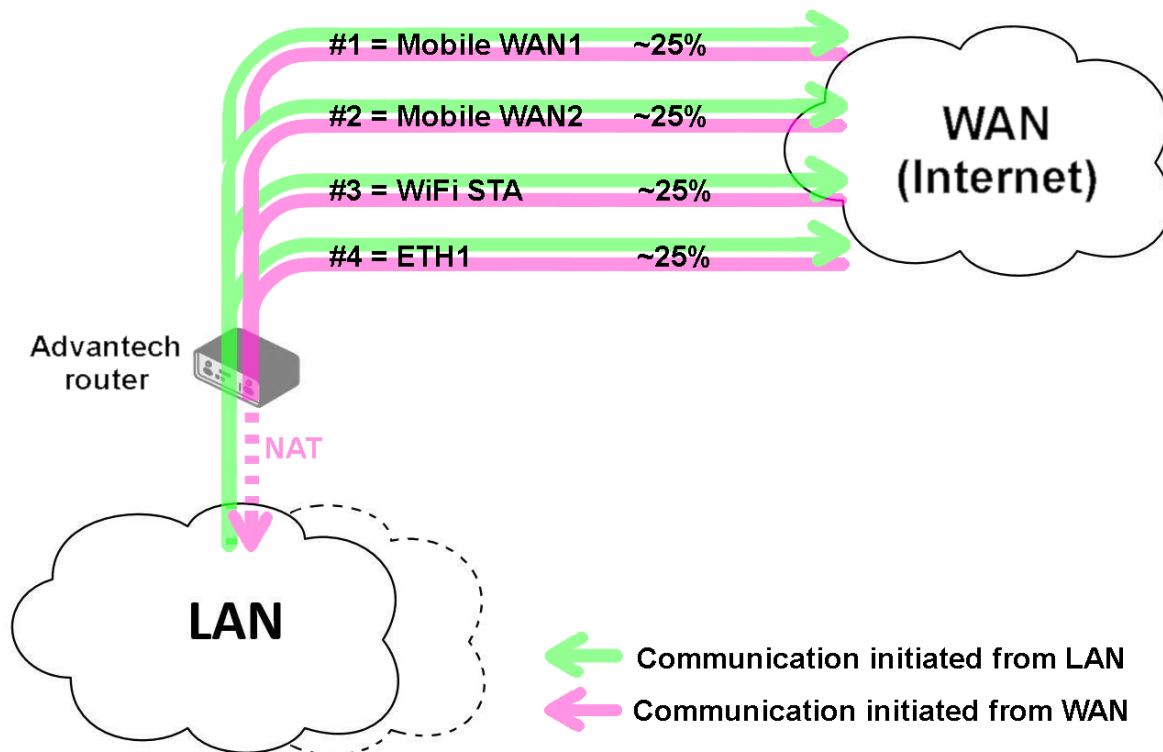 #1 = Mobile WAN1 ~25%
#2 = Mobile WAN2 ~25%
#3 = WiFi STA ~25%
#4 = ETH1 ~25%
WAN
(Internet)
Advantech
router
NAT
LAN
Communication initiated from LAN
Communication initiated from WAN